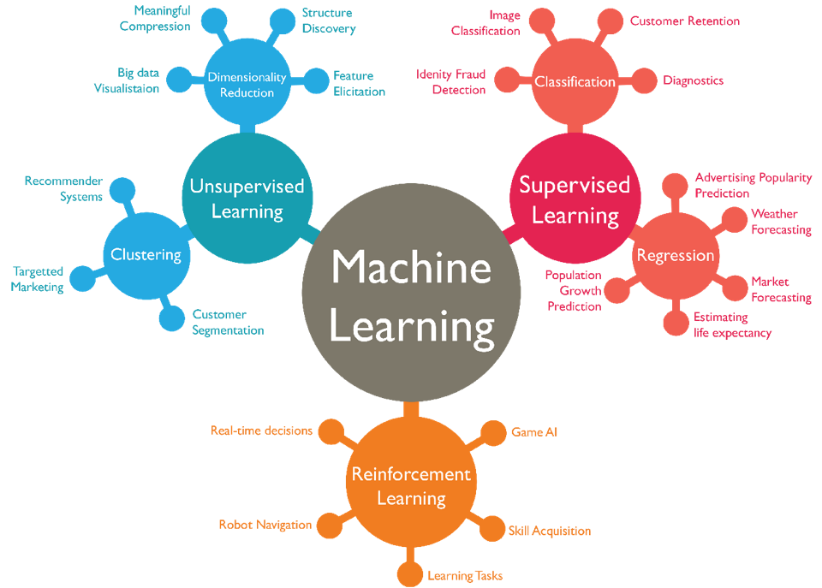 Meaningful
Compression
Structure
Discovery
Big data
Visualistaion
Dimensionality
Reduction
Feature
Elicitation
Unsupervised
Learning
Recommender
Systems
Clustering
Targetted
Marketing
Customer
Segmentation
Machine
Learning
Image
Classification
Customer Retention
Idenity Fraud
Detection
Classification
Diagnostics
Supervised
Learning
Advertising Popularity
Prediction
Weather
Forecasting
Regression
Population
Growth
Prediction
Market
Forecasting
Estimating
life expectancy
Real-time decisions
Game AI
Reinforcement
Learning
Robot Navigation
Skill Acquisition
Learning Tasks